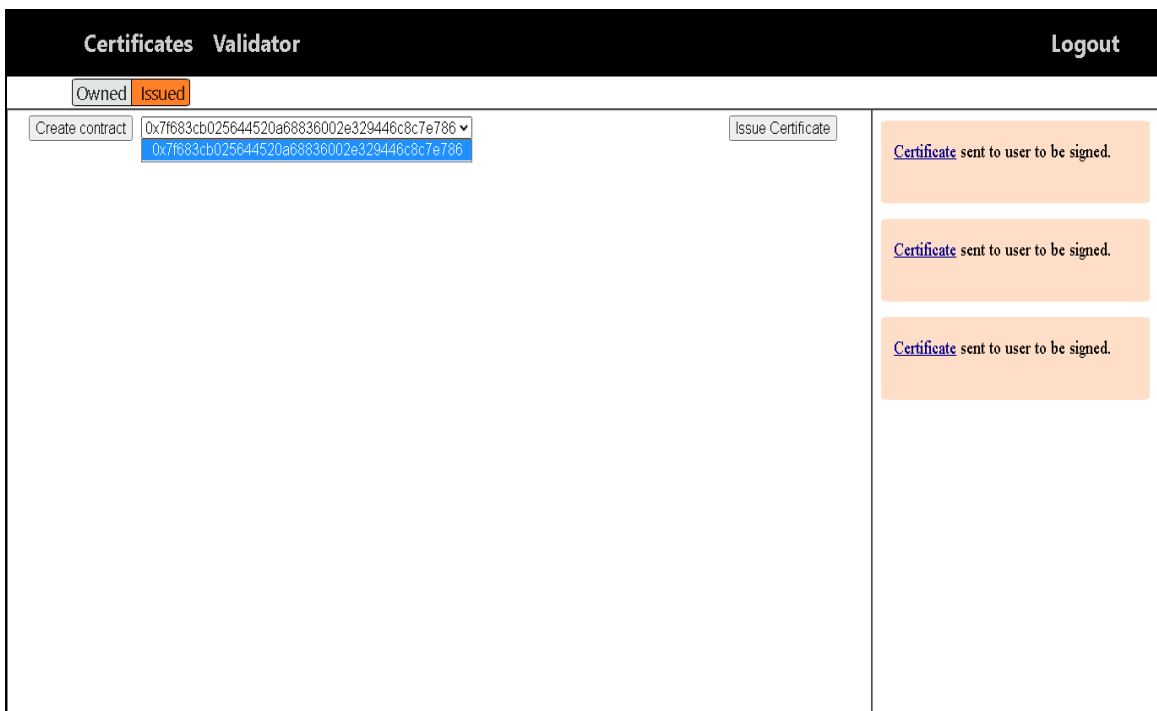 Certificates Validator Logout
Owned Issued
Create contract 0x7f683cb025644520a68836002e329446c8c7e786 Issue Certificate
0x7f683cb025644520a68836002e329446c8c7e786
Certificate sent to user to be signed.
Certificate sent to user to be signed.
Certificate sent to user to be signed.